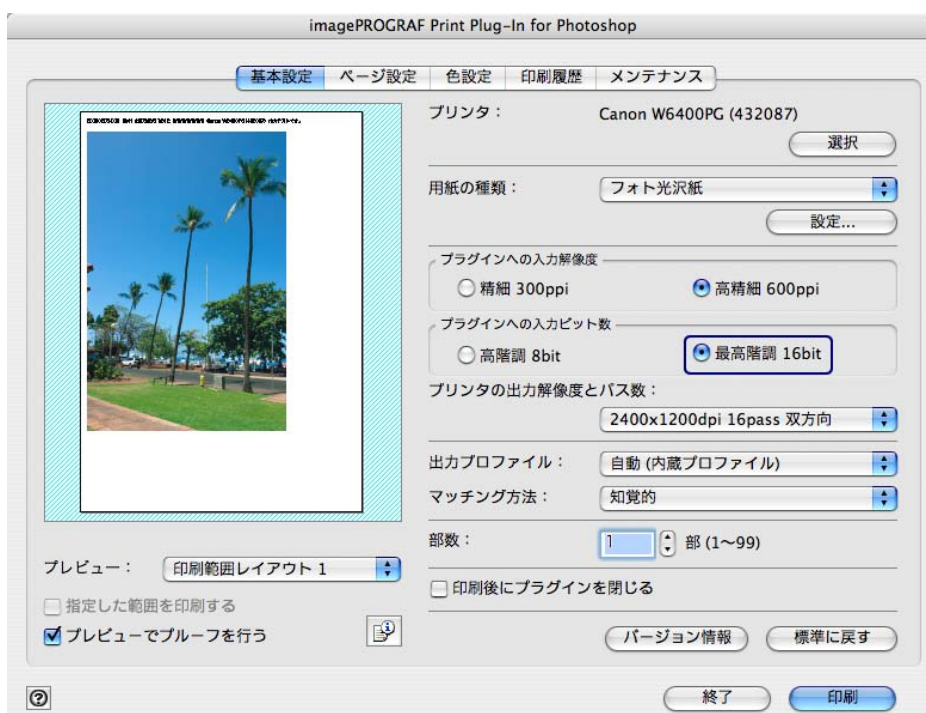 imagePROGRAF Print Plug-In for Photoshop
基本設定 ページ設定 色設定 印刷履歴 メンテナンス
プリンタ： Canon W6400PG (432087)
選択
用紙の種類： フォト光沢紙
設定...
プラグインへの入力解像度
精細 300ppi 高精細 600ppi
プラグインへの入力ビット数
高階調 8bit 最高階調 16bit
プリンタの出力解像度とパス数：
2400x1200dpi 16pass 双方向
出力プロファイル： 自動 (内蔵プロファイル)
マッチング方法： 知覚的
部数： 1 部 (1〜99)
プレビュー： 印刷範囲レイアウト 1
印刷後にプラグインを閉じる
指定した範囲を印刷する
プレビューでプルーフを行う
バージョン情報 標準に戻す
? 終了 印刷